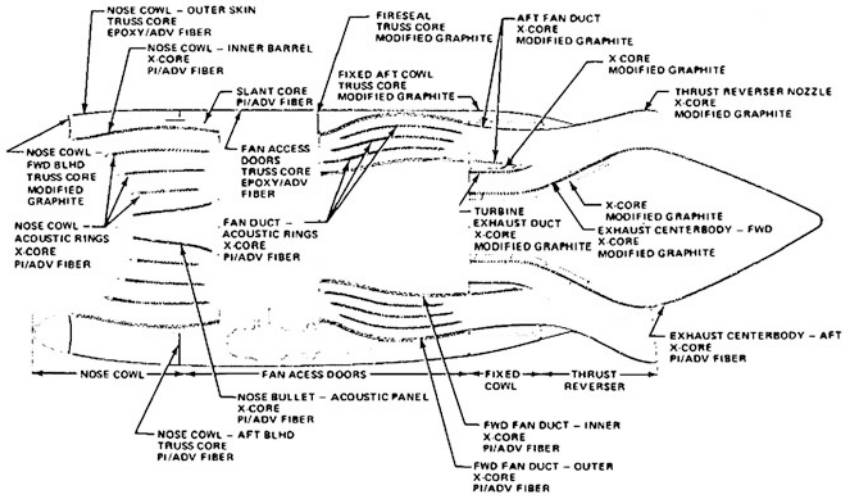 NOSE COWL – OUTER SKIN
TRUSS CORE
EPOXY/ADV FIBER
NOSE COWL – INNER BARREL
X-CORE
PI/ADV FIBER
SLANT CORE
PI/ADV FIBER
FIRESEAL
TRUSS CORE
MODIFIED GRAPHITE
FIXED AFT COWL
TRUSS CORE
MODIFIED GRAPHITE
AFT FAN DUCT
X-CORE
MODIFIED GRAPHITE
X CORE
MODIFIED GRAPHITE
THRUST REVERSER NOZZLE
X-CORE
MODIFIED GRAPHITE
NOSE COWL –
FWD BLHD
TRUSS CORE
MODIFIED
GRAPHITE
FAN ACCESS
DOORS
TRUSS CORE
EPOXY/ADV
FIBER
NOSE COWL –
ACOUSTIC RINGS
X-CORE
PI/ADV FIBER
FAN DUCT –
ACOUSTIC RINGS
X-CORE
PI/ADV FIBER
TURBINE
EXHAUST DUCT
X-CORE
MODIFIED GRAPHITE
X-CORE
MODIFIED GRAPHITE
EXHAUST CENTERBODY – FWD
X-CORE
MODIFIED GRAPHITE
EXHAUST CENTERBODY – AFT
X-CORE
PI/ADV FIBER
NOSE COWL
FAN ACESS DOORS
FIXED
COWL
THRUST
REVERSER
NOSE BULLET – ACOUSTIC PANEL
X-CORE
PI/ADV FIBER
NOSE COWL – AFT BLHD
TRUSS CORE
PI/ADV FIBER
FWD FAN DUCT – INNER
X-CORE
PI/ADV FIBER
FWD FAN DUCT – OUTER
X-CORE
PI/ADV FIBER